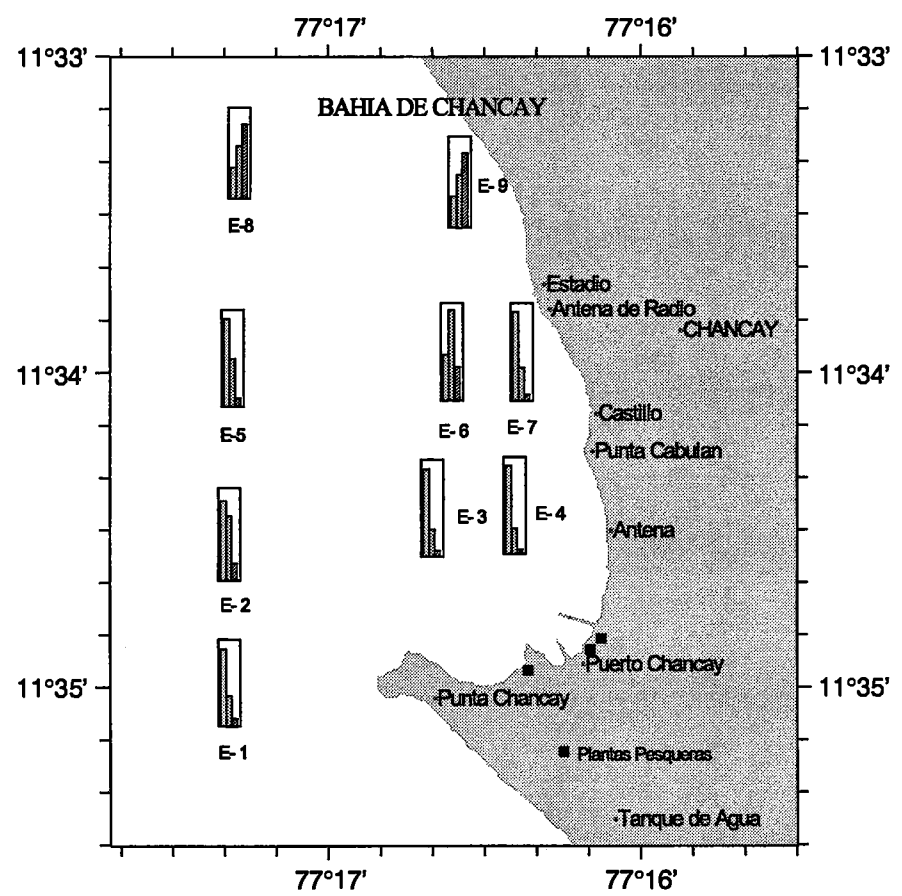 77°17' 77°16'
11°33' 11°33'
BAHIA DE CHANCAY
E-9
E-8
Estadio
Antena de Radio
CHANCAY
11°34' 11°34'
Castillo
E-5 E-6 E-7
Punta Cabulan
E-3 E-4
Antena
E-2
Puerto Chancay
11°35' 11°35'
Punta Chancay
E-1
Plantas Pesqueras
Tanque de Agua
77°17' 77°16'